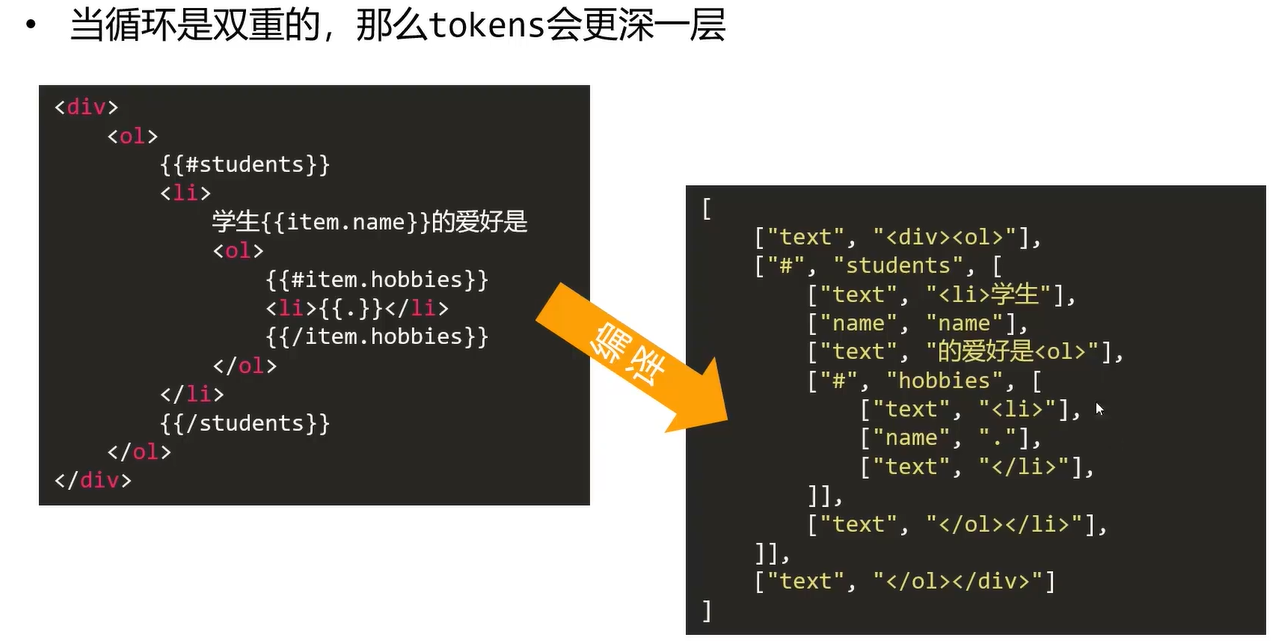 • 当循环是双重的，那么tokens会更深一层
<div>
    <ol>
        {{#students}}
        <li>
            学生{{item.name}}的爱好是
            <ol>
                {{#item.hobbies}}
                <li>{{.}}</li>
                {{/item.hobbies}}
            </ol>
        </li>
        {{/students}}
    </ol>
</div>
编译
[
    ["text", "<div><ol>"],
    ["#", "students", [
        ["text", "<li>学生"],
        ["name", "name"],
        ["text", "的爱好是<ol>"],
        ["#", "hobbies", [
            ["text", "<li>"],
            ["name", "."],
            ["text", "</li>"],
        ]],
        ["text", "</ol></li>"],
    ]],
    ["text", "</ol></div>"]
]